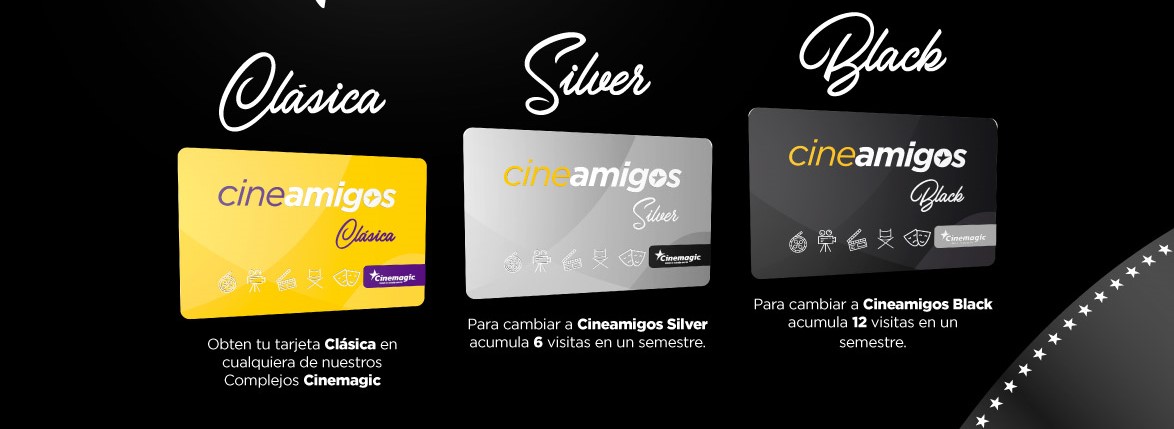 Clásica
cineamigos
Clásica
Cinemagic
Obten tu tarjeta Clásica en
cualquiera de nuestros
Complejos Cinemagic
Silver
cineamigos
Silver
Cinemagic
Para cambiar a Cineamigos Silver
acumula 6 visitas en un semestre.
Black
cineamigos
Black
Cinemagic
Para cambiar a Cineamigos Black
acumula 12 visitas en un
semestre.